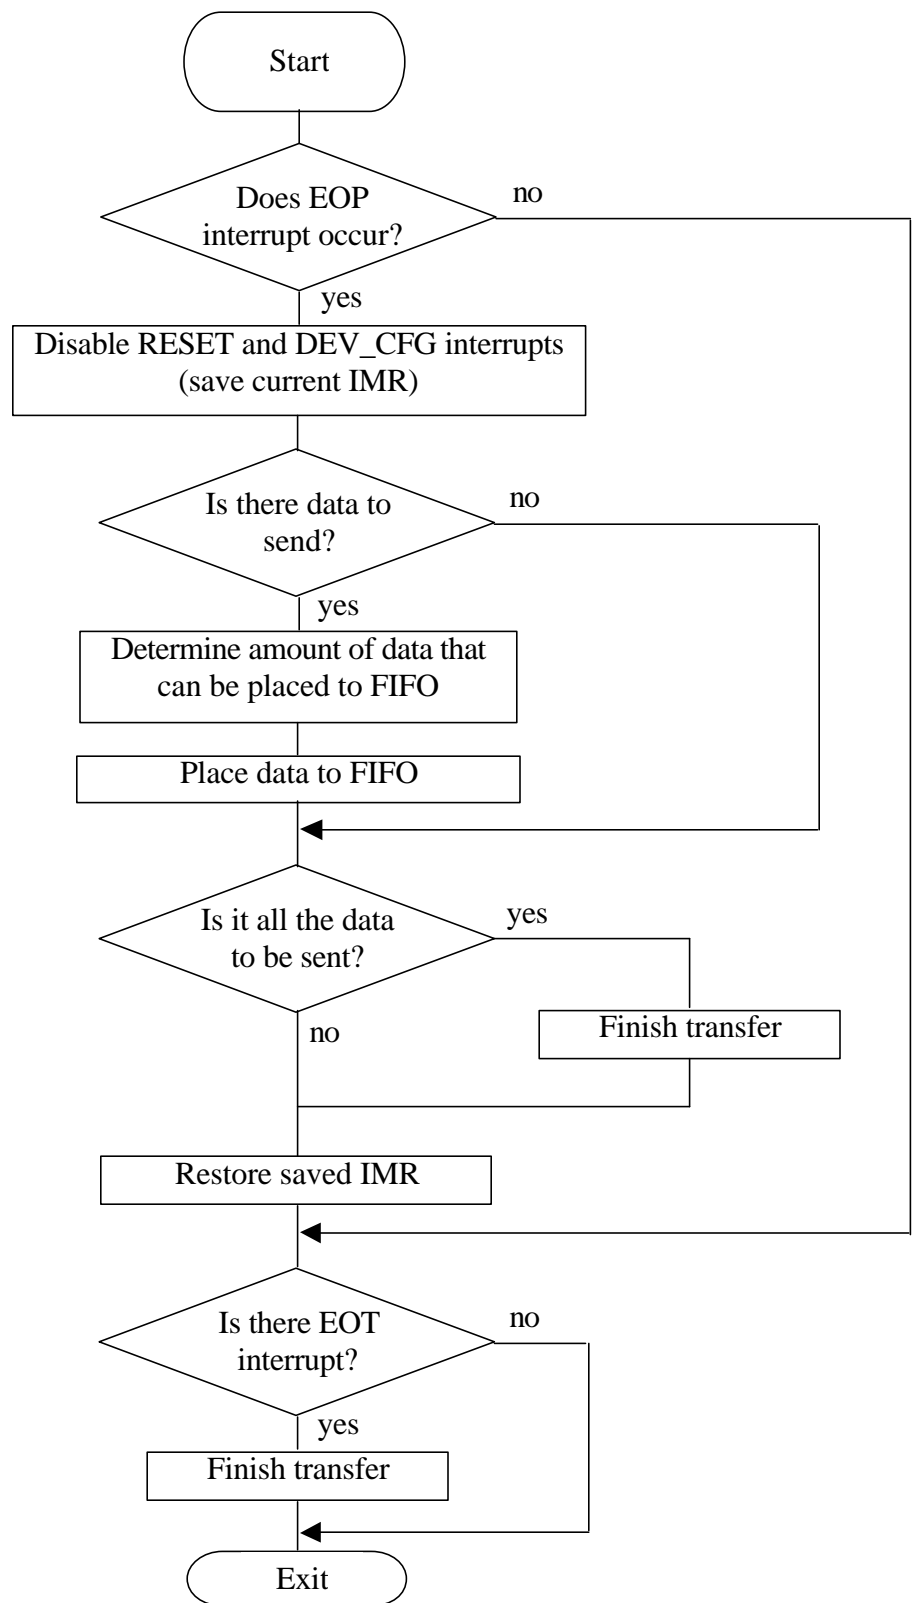 Start
Does EOP
interrupt occur?
no
yes
Disable RESET and DEV_CFG interrupts
(save current IMR)
Is there data to
send?
no
yes
Determine amount of data that
can be placed to FIFO
Place data to FIFO
Is it all the data
to be sent?
yes
no
Finish transfer
Restore saved IMR
Is there EOT
interrupt?
no
yes
Finish transfer
Exit